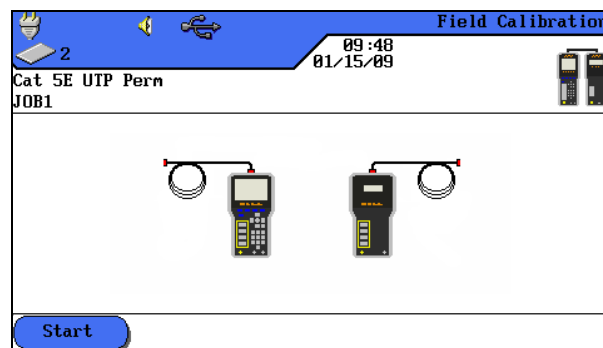 Field Calibration
2
09:48
01/15/09
Cat 5E UTP Perm
JOB1
Start